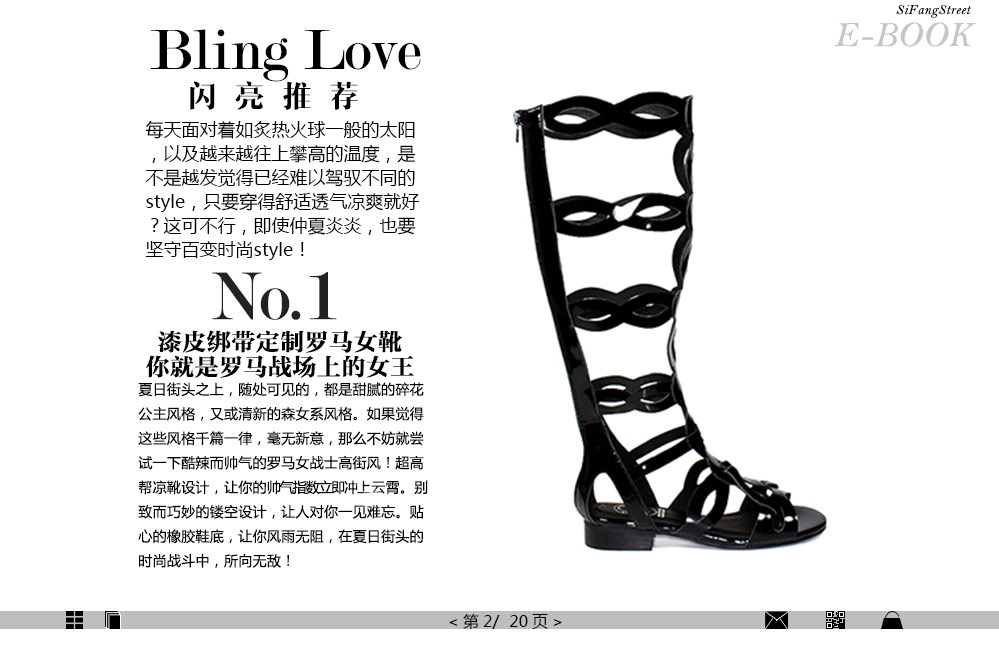 SiFangStreet
E-BOOK
Bling Love
闪亮推荐
每天面对着如炙热火球一般的太阳
，以及越来越往上攀高的温度，是
不是越发觉得已经难以驾驭不同的
style，只要穿得舒适透气凉爽就好
？这可不行，即使仲夏炎炎，也要
坚守百变时尚style！
No.1
漆皮绑带定制罗马女靴
你就是罗马战场上的女王
夏日街头之上，随处可见的，都是甜腻的碎花
公主风格，又或清新的森女系风格。如果觉得
这些风格千篇一律，毫无新意，那么不妨就尝
试一下酷辣而帅气的罗马女战士高街风！超高
帮凉靴设计，让你的帅气指数立即冲上云霄。别
致而巧妙的镂空设计，让人对你一见难忘。贴
心的橡胶鞋底，让你风雨无阻，在夏日街头的
时尚战斗中，所向无敌！
< 第 2/ 20 页 >